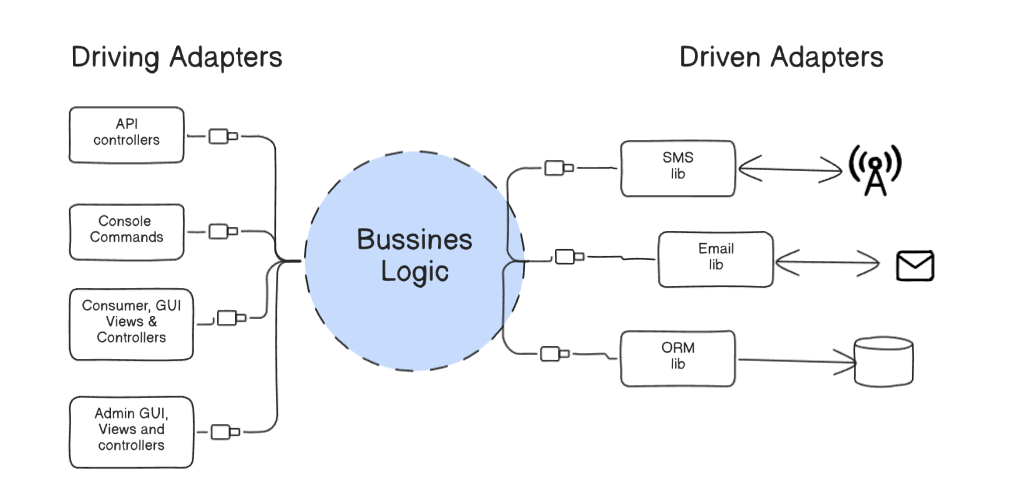 Driving Adapters
Driven Adapters
API
controllers
Console
Commands
Consumer, GUI
Views &
Controllers
Admin GUI,
Views and
controllers
Bussines
Logic
SMS
lib
Email
lib
ORM
lib